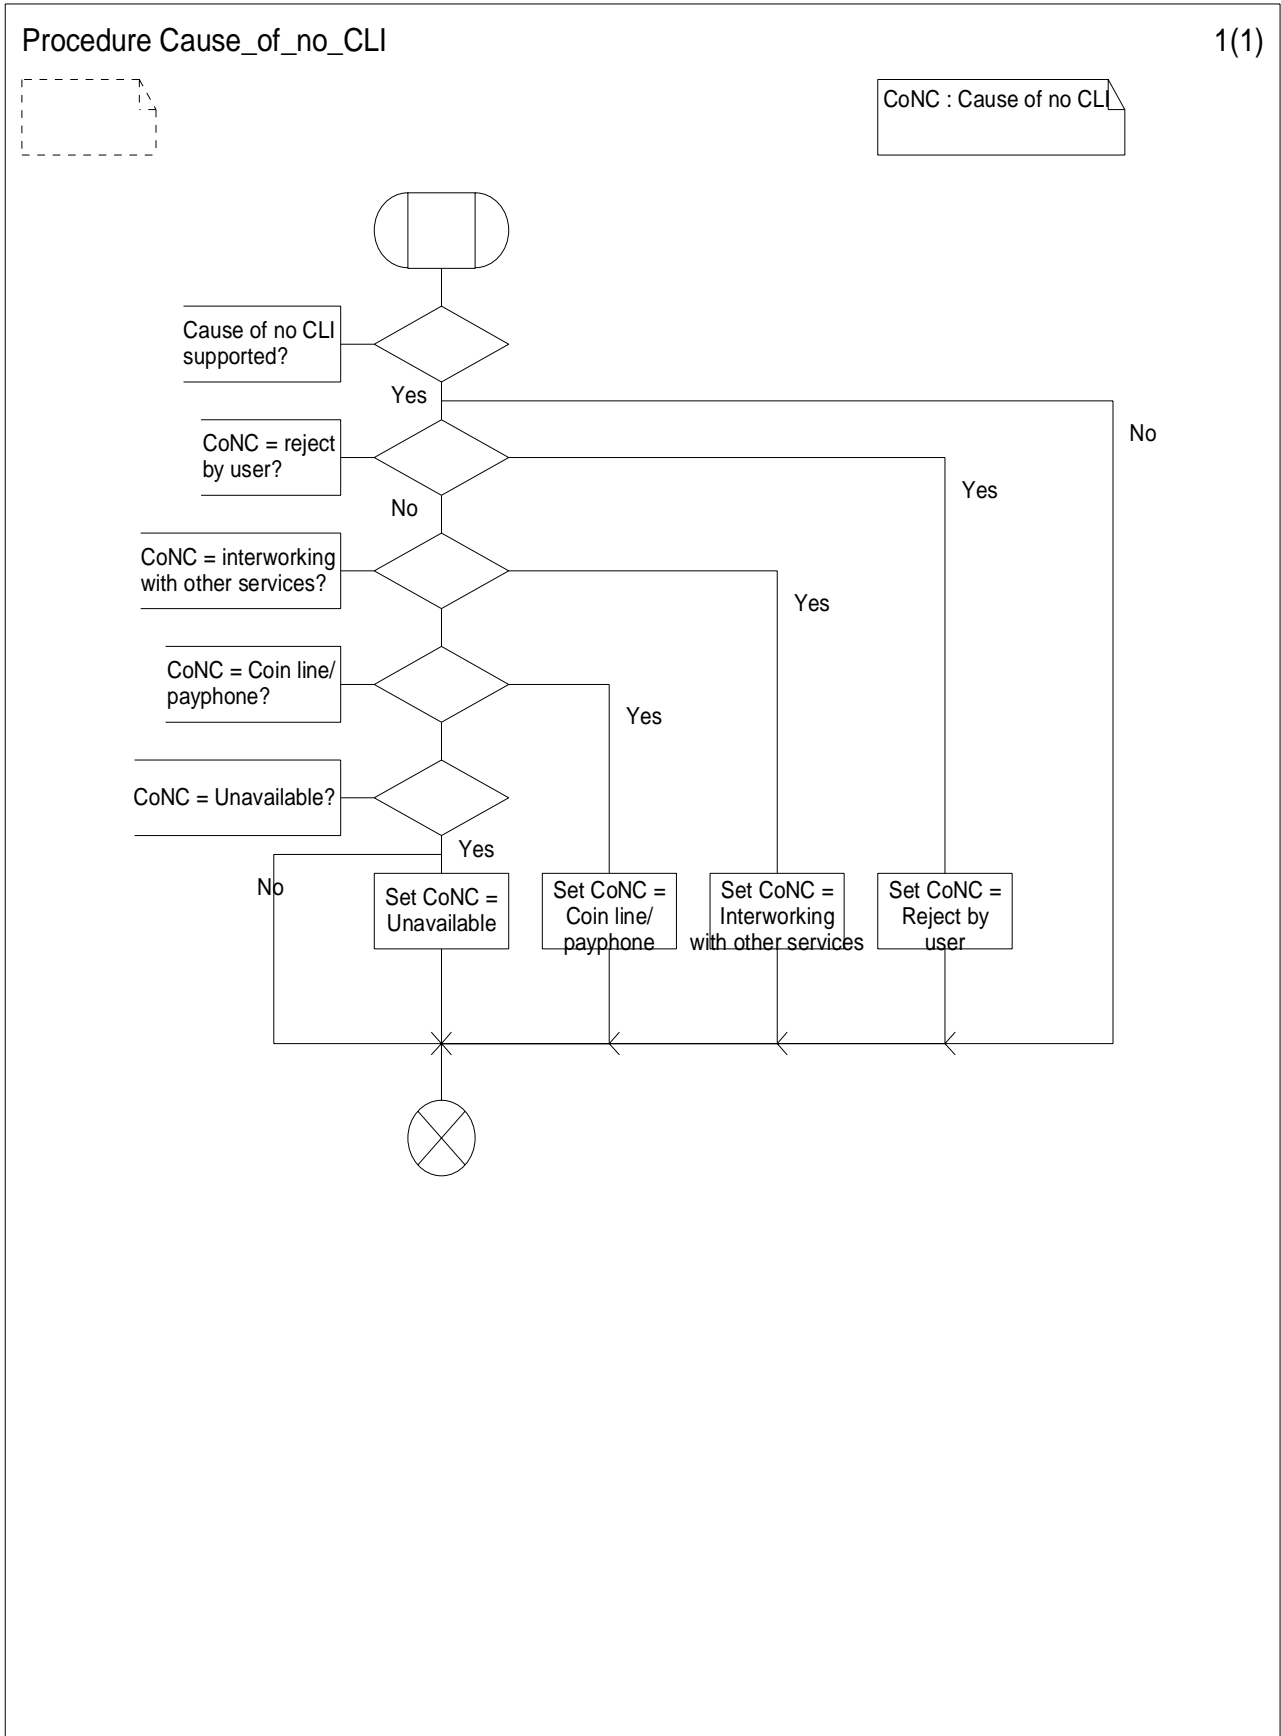 Procedure Cause_of_no_CLI
1(1)
CoNC : Cause of no CLI
Cause of no CLI
supported?
Yes
No
CoNC = reject
by user?
Yes
No
CoNC = interworking
with other services?
Yes
CoNC = Coin line/
payphone?
Yes
CoNC = Unavailable?
Yes
No
Set CoNC =
Unavailable
Set CoNC =
Coin line/
payphone
Set CoNC =
Interworking
with other services
Set CoNC =
Reject by
user